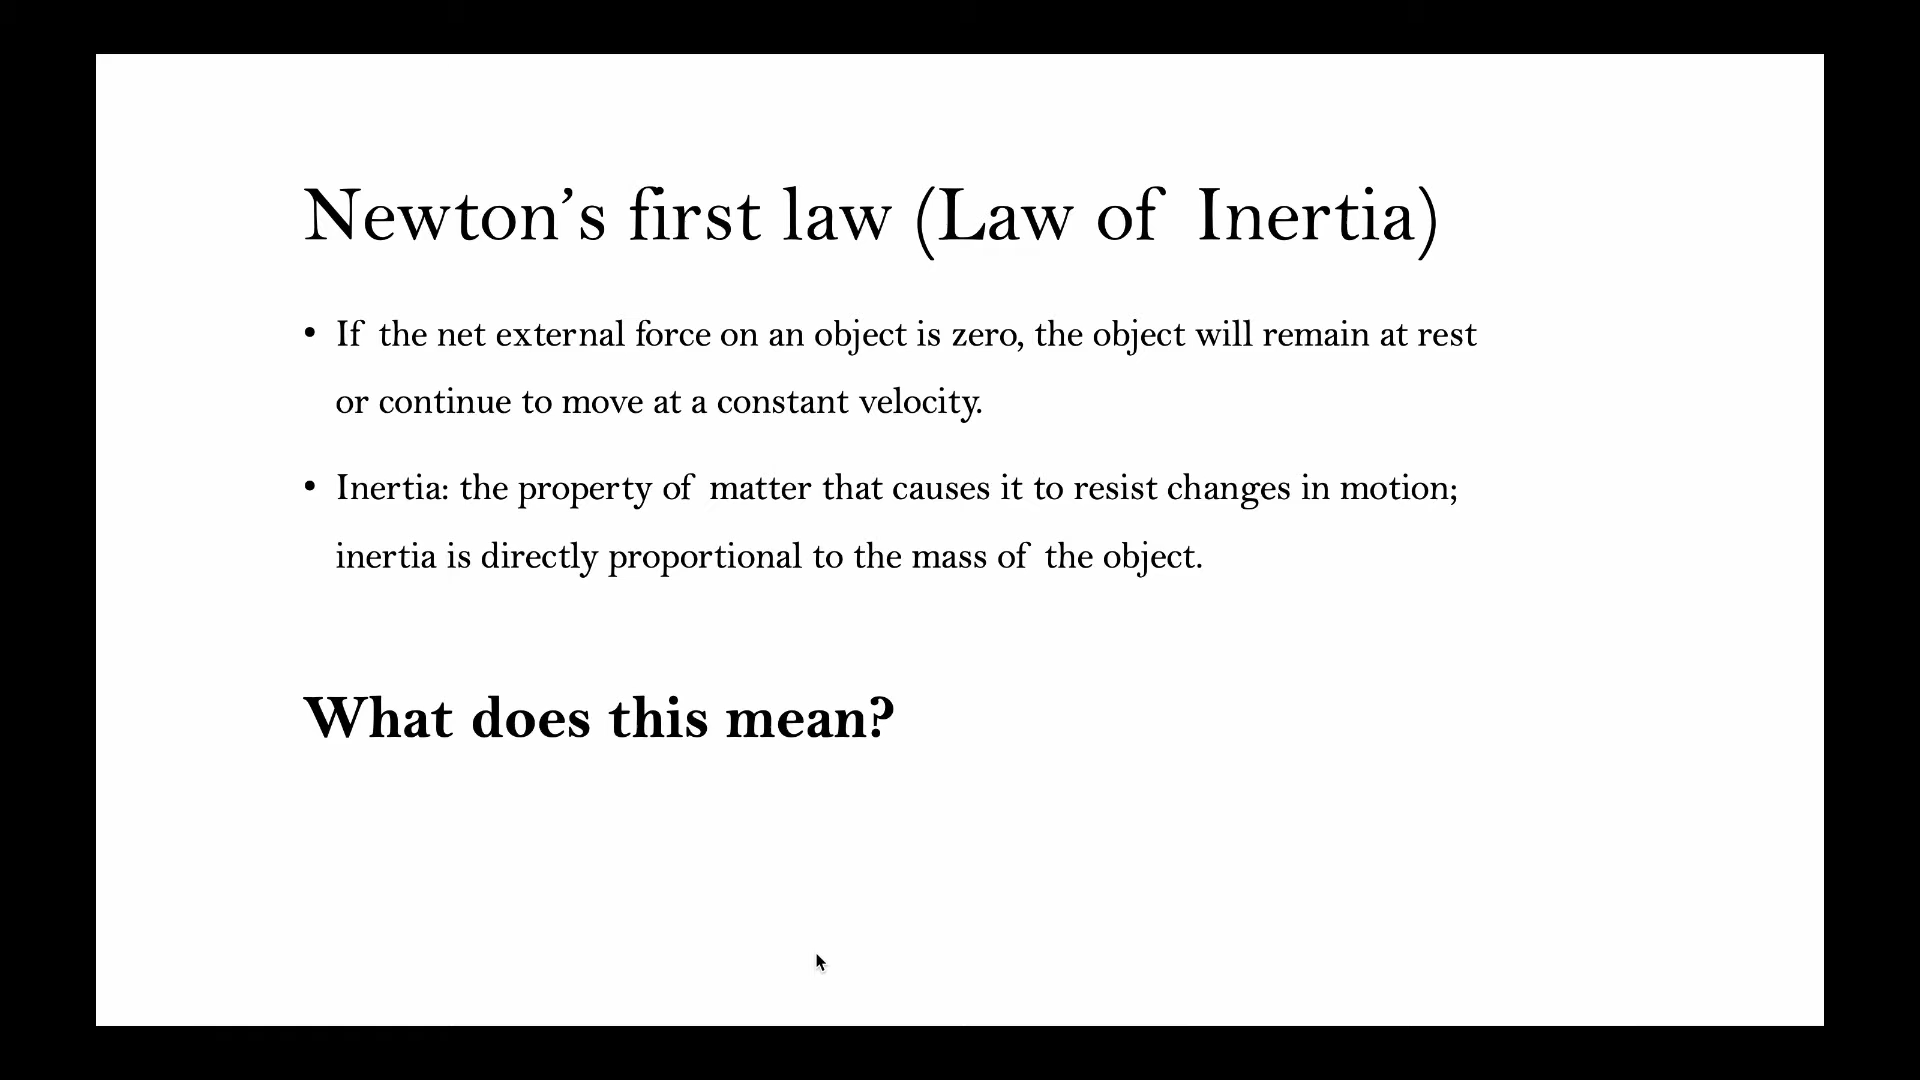 Newton’s first law (Law of Inertia)
• If the net external force on an object is zero, the object will remain at rest
or continue to move at a constant velocity.
• Inertia: the property of matter that causes it to resist changes in motion;
inertia is directly proportional to the mass of the object.
What does this mean?